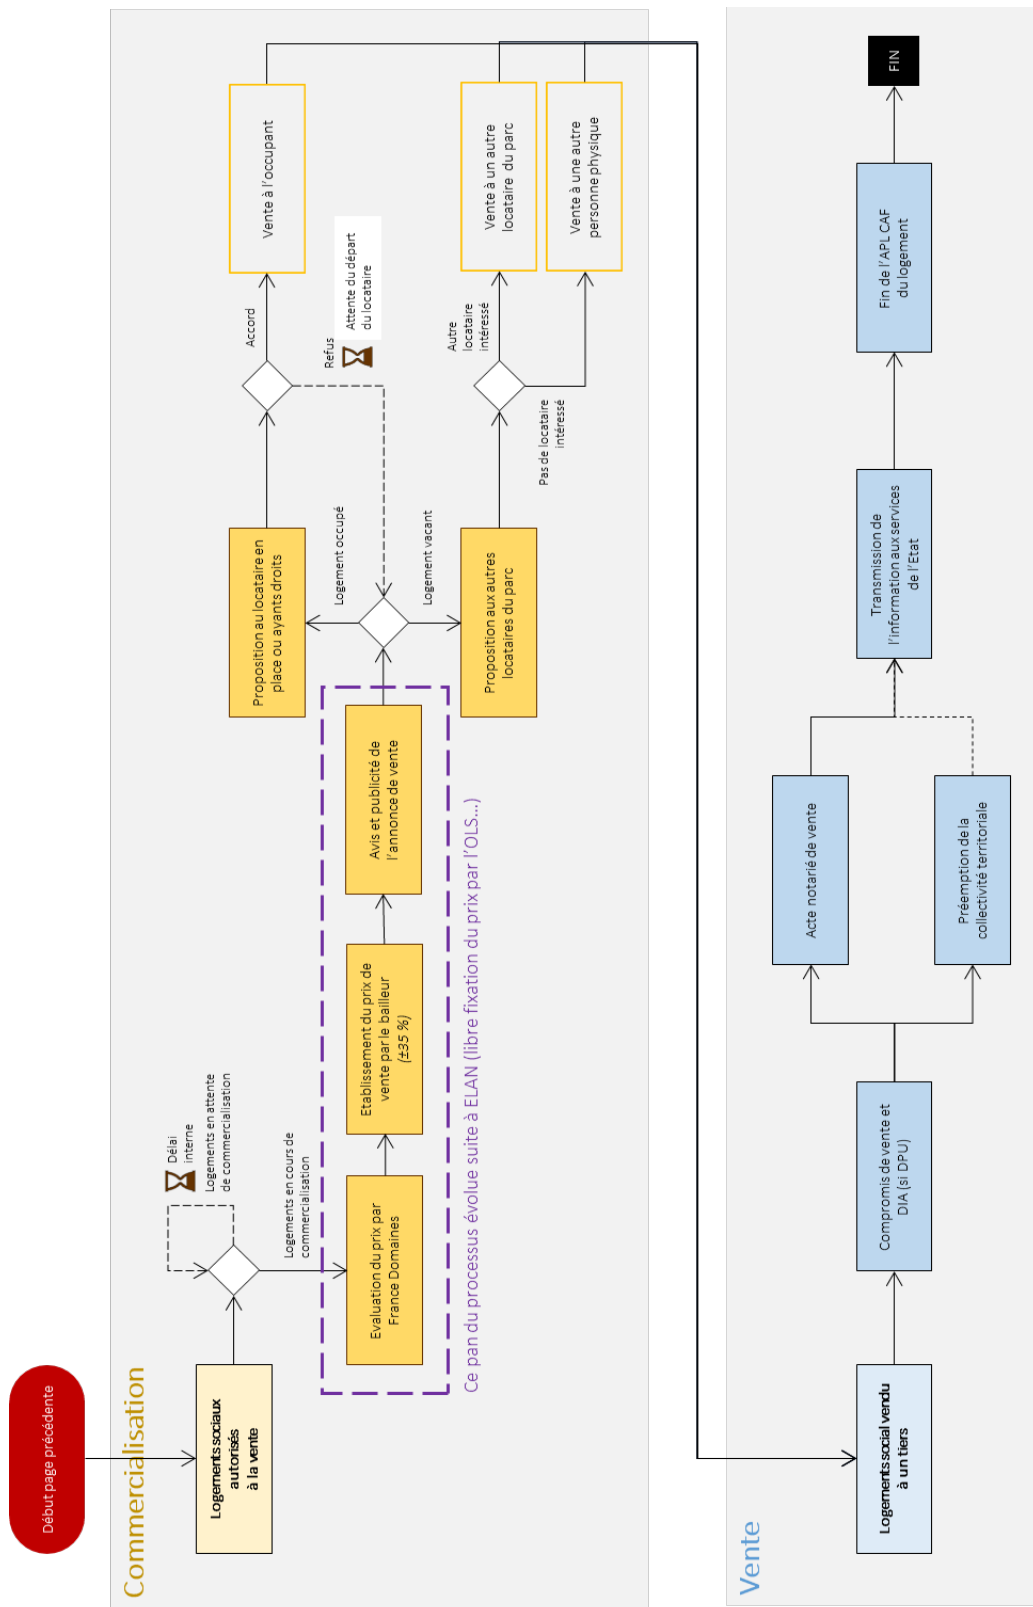 Début page précédente
Commercialisation
Logements sociaux
autorisés
à la vente
Délai
interne
Logements en attente
de commercialisation
Logements en cours de
commercialisation
Evaluation du prix par
France Domaines
Etablissement du prix de
vente par le bailleur
(±35 %)
Avis et publicité de
l'annonce de vente
Ce pan du processus évolue suite à ELAN (libre fixation du prix par l'OLS...)
Logement occupé
Logement vacant
Proposition au locataire en
place ou ayants droits
Proposition aux autres
locataires du parc
Accord
Refus
Attente du départ
du locataire
Autre
locataire
intéressé
Pas de locataire
intéressé
Vente à l'occupant
Vente à un autre
locataire du parc
Vente à une autre
personne physique
Vente
Logement social vendu
à un tiers
Compromis de vente et
DIA (si DPU)
Acte notarié de vente
Préemption de la
collectivité territoriale
Transmission de
l'information aux services
de l'Etat
Fin de l'APL CAF
du logement
FIN